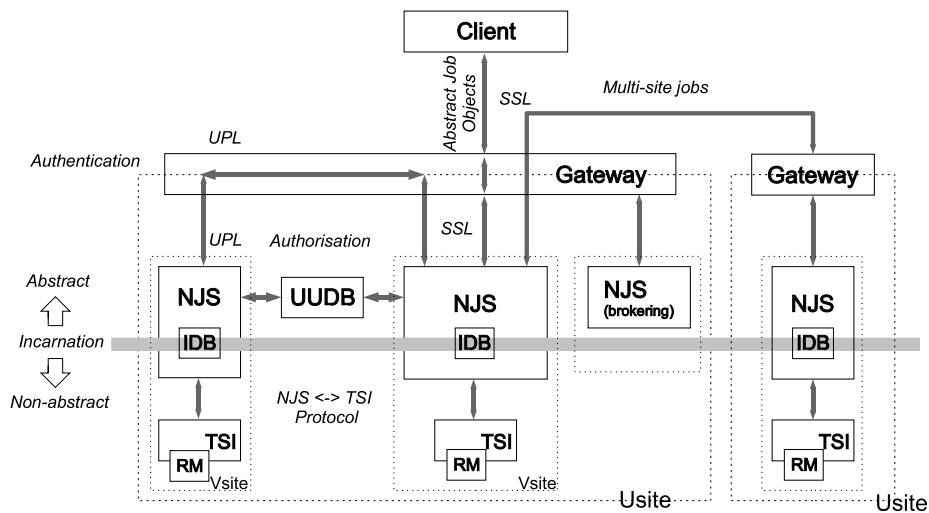 Client
Abstract Job
Objects
SSL
Multi-site jobs
UPL
Authentication
Gateway
Gateway
UPL
Authorisation
SSL
Abstract
NJS
UUDB
NJS
NJS
(brokering)
NJS
Incarnation
IDB
IDB
IDB
Non-abstract
NJS <-> TSI
Protocol
TSI
RM
TSI
RM
TSI
RM
Vsite
Vsite
Usite
Usite